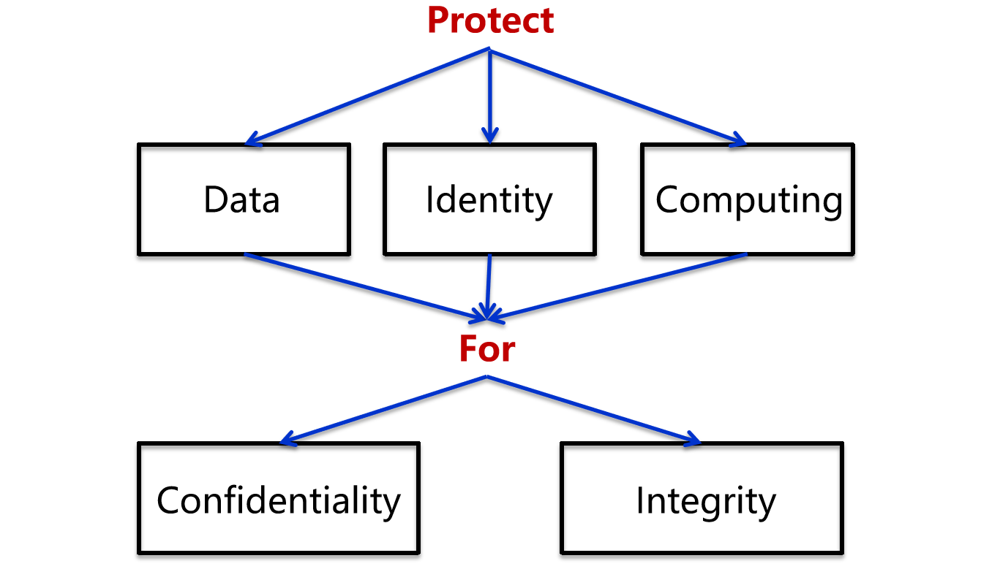 Protect
Data
Identity
Computing
For
Confidentiality
Integrity